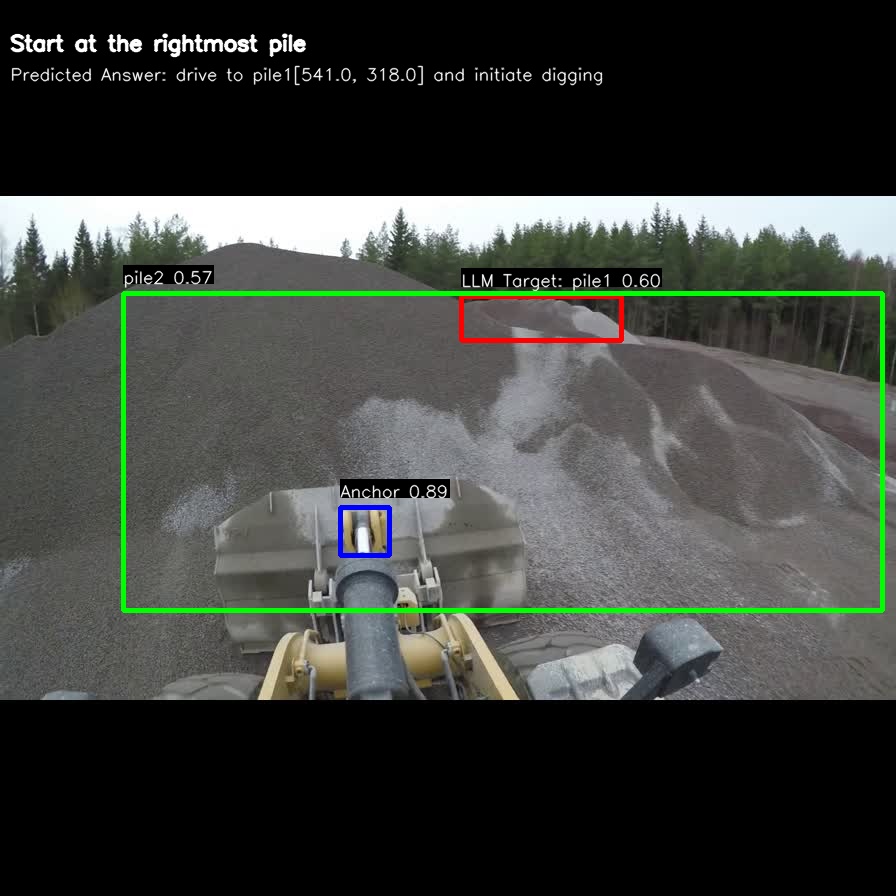 Start at the rightmost pile
Predicted Answer: drive to pile1[541.0, 318.0] and initiate digging
pile2 0.57
LLM Target: pile1 0.60
Anchor 0.89